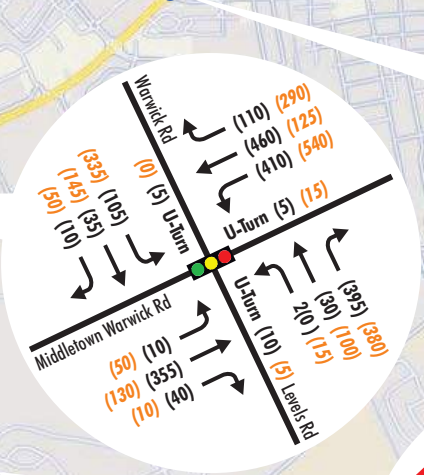 Warwick Rd
(110) (290)
(460) (125)
(410) (540)
U-Turn (5) (15)
(0) (5) U-Turn
(335) (105)
(145) (35)
(50) (10)
Middletown Warwick Rd
(50) (10)
(130) (355)
(10) (40)
U-Turn (10) (5)
2(0 ) (15)
(30) (100)
(395) (380)
Levels Rd